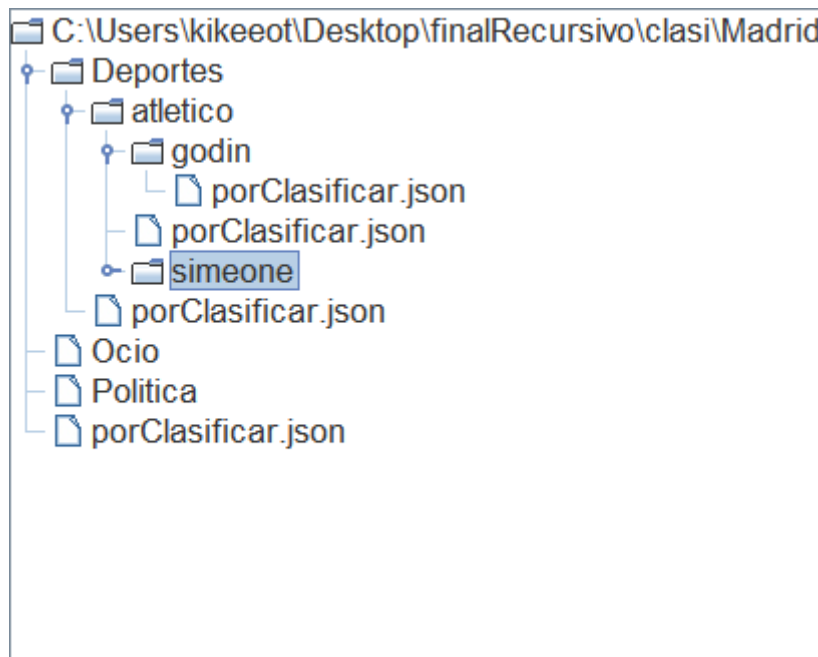 C:\Users\kikeeot\Desktop\finalRecursivo\clasi\Madrid
Deportes
atletico
godin
porClasificar.json
porClasificar.json
simeone
porClasificar.json
Ocio
Politica
porClasificar.json